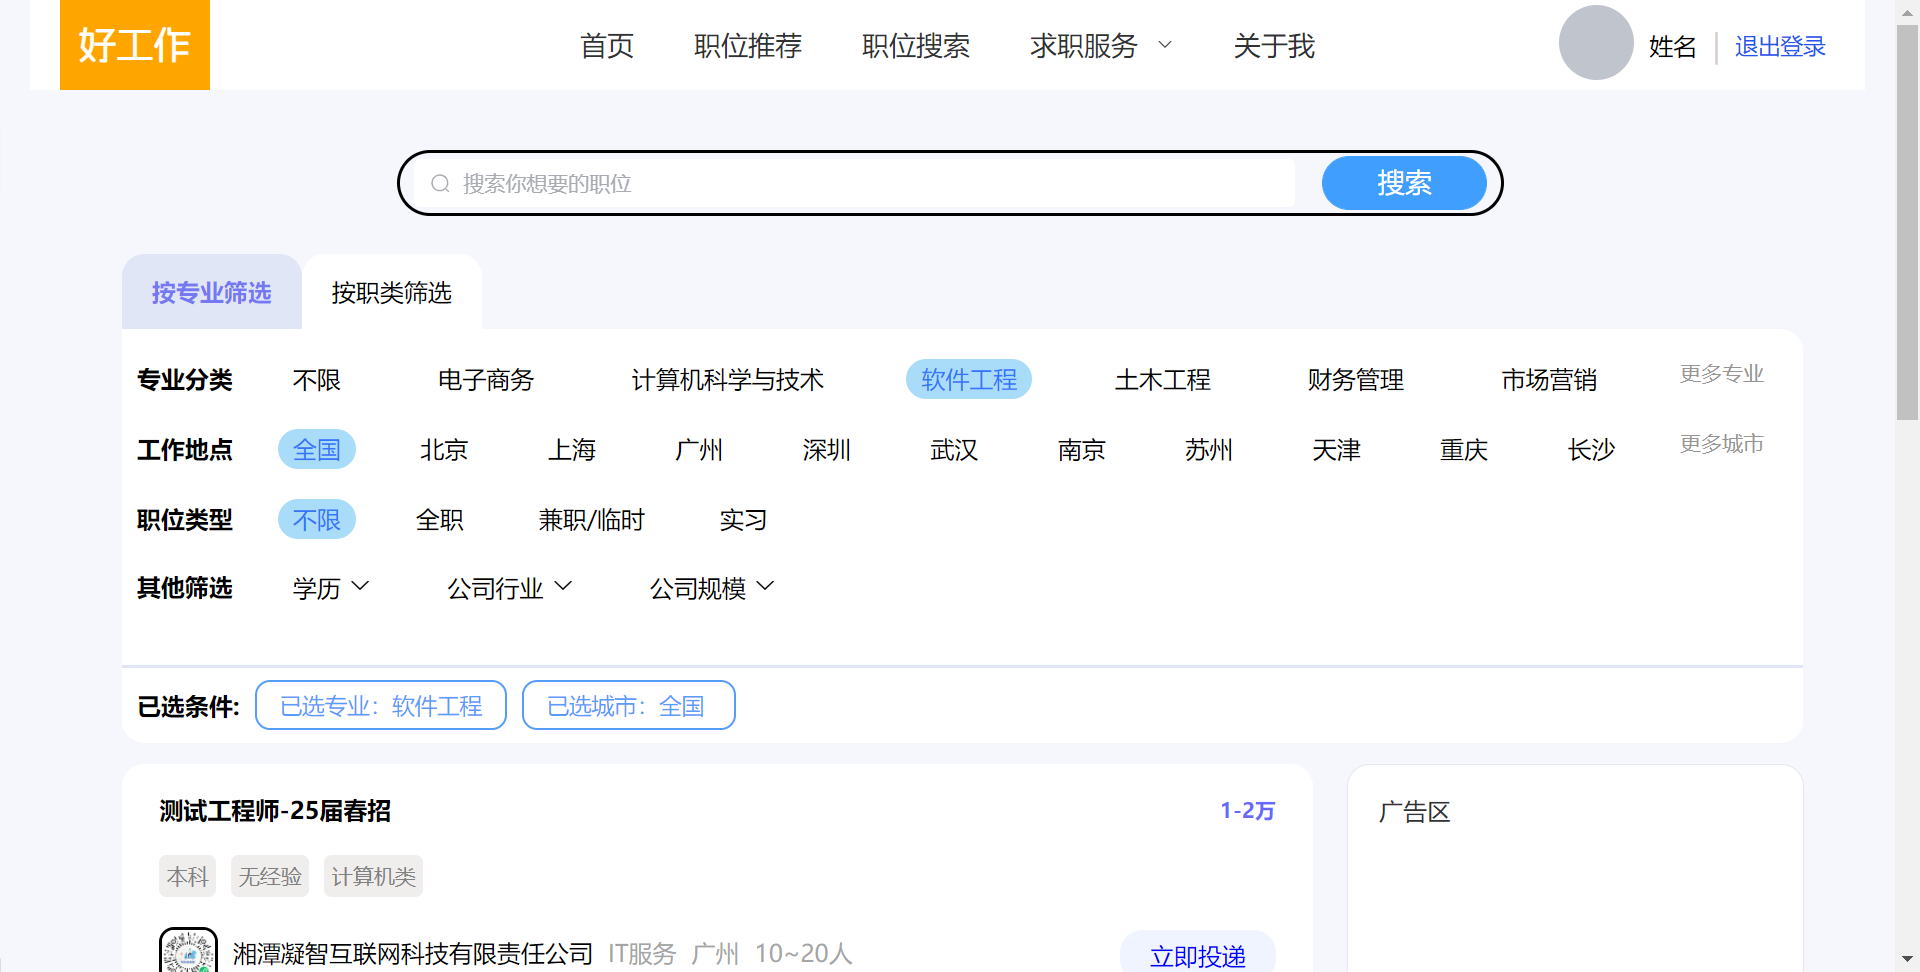 好工作 首页 职位推荐 职位搜索 求职服务 关于我 姓名 退出登录
搜索你想要的职位 搜索
按专业筛选 按职类筛选
专业分类 不限 电子商务 计算机科学与技术 软件工程 土木工程 财务管理 市场营销 更多专业
工作地点 全国 北京 上海 广州 深圳 武汉 南京 苏州 天津 重庆 长沙 更多城市
职位类型 不限 全职 兼职/临时 实习
其他筛选 学历 公司行业 公司规模
已选条件: 已选专业：软件工程 已选城市：全国
测试工程师-25届春招 1-2万
广告区
本科 无经验 计算机类
湘潭凝智互联网科技有限责任公司 IT服务 广州 10~20人 立即投递